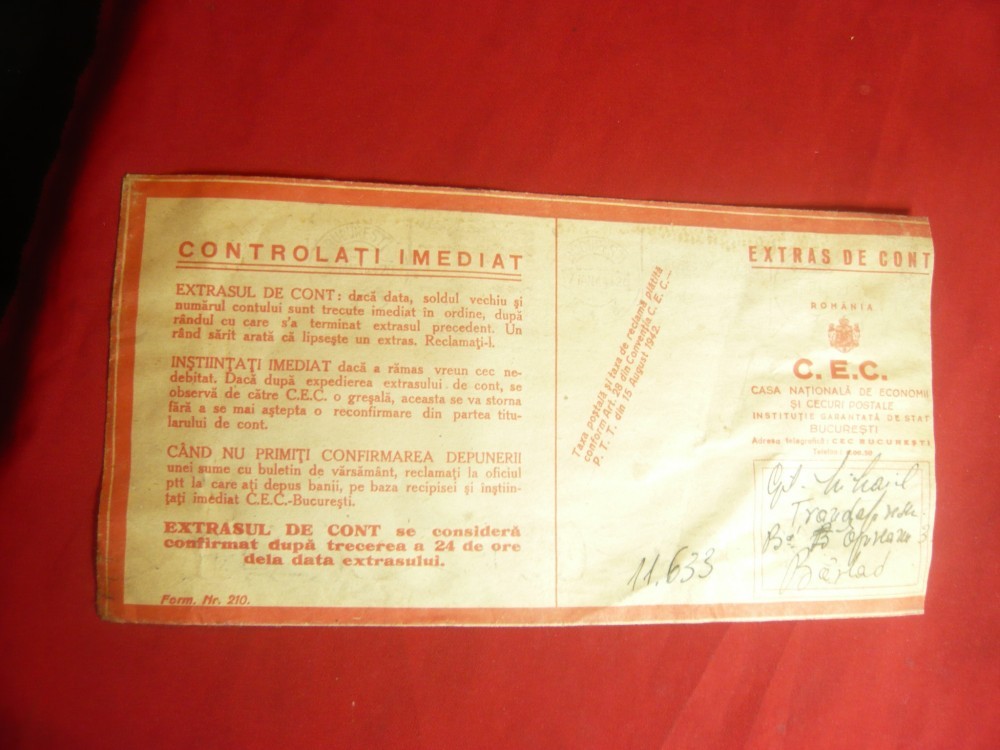 CONTROLAȚI IMEDIAT
EXTRASUL DE CONT: dacă data, soldul vechiu și
numărul contului sunt trecute imediat în ordine, după
rândul cu care s'a terminat extrasul precedent. Un
rând sărit arată că lipsește un extras. Reclamați-l.
INȘTIINȚAȚI IMEDIAT dacă a rămas vreun cec ne-
debitat. Dacă după expedierea extrasului de cont, se
observă de către C.E.C. o greșală, aceasta se va storna
fără a se mai aștepta o reconfirmare din partea titu-
larului de cont.
CÂND NU PRIMIȚI CONFIRMAREA DEPUNERII
unei sume cu buletin de vărsământ, reclamați la oficiul
ptt la care ați depus banii, pe baza recipisei și înștiin-
țați imediat C.E.C.-București.
EXTRASUL DE CONT se consideră
confirmat după trecerea a 24 de ore
dela data extrasului.
Form. Nr. 210.
Taxa poștală și taxa de reclamă plătită
conform Art. 28 din Convenția C. E. C.—
P. T. T. din 15 August 1942.
11.633
EXTRAS DE CONT
ROMÂNIA
C.E.C.
CASA NAȚIONALĂ DE ECONOMII
ȘI CECURI POSTALE
INSTITUȚIE GARANTATĂ DE STAT
BUCUREȘTI
Adresa telegrafică: CEC BUCUREȘTI
Mihail
Bârlad